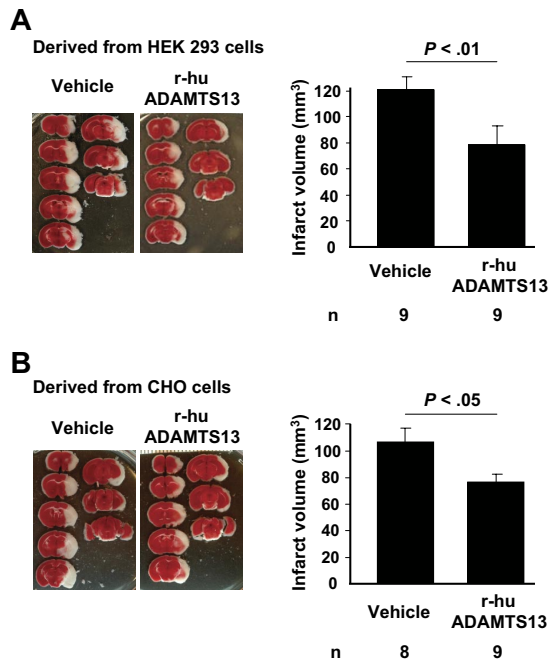 A
Derived from HEK 293 cells
Vehicle
r-hu
ADAMTS13
P < .01
Infarct volume (mm³)
120
100
80
60
40
20
0
Vehicle
r-hu
ADAMTS13
n 9 9
B
Derived from CHO cells
Vehicle
r-hu
ADAMTS13
P < .05
Infarct volume (mm³)
120
100
80
60
40
20
0
Vehicle
r-hu
ADAMTS13
n 8 9